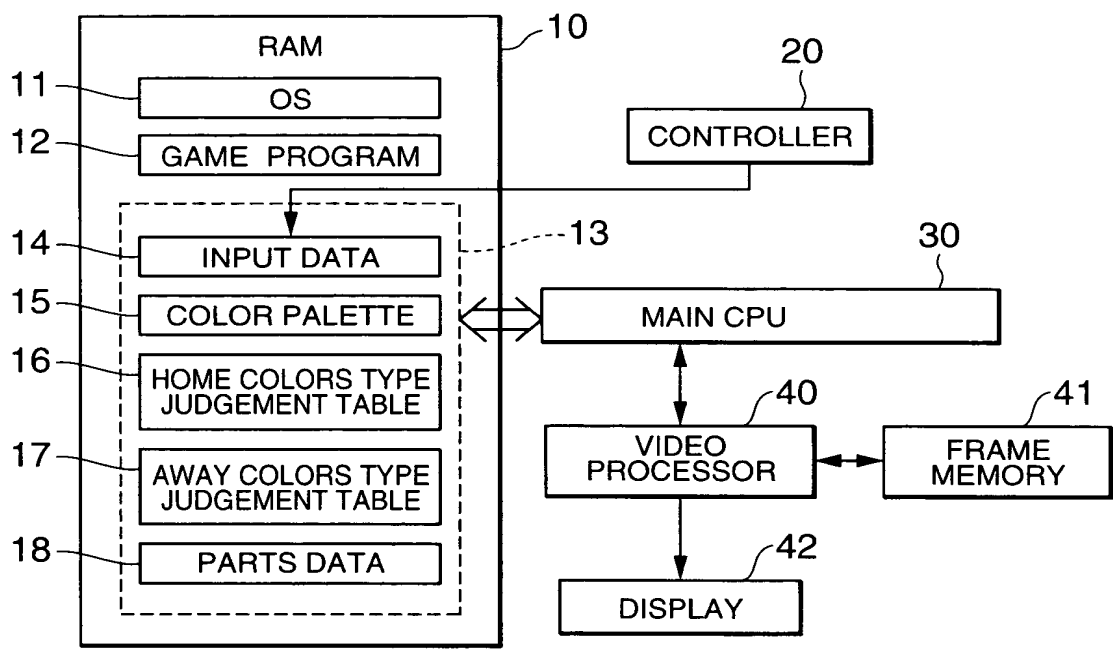 10
RAM
11
OS
12
GAME PROGRAM
20
CONTROLLER
13
14
INPUT DATA
15
COLOR PALETTE
30
MAIN CPU
16
HOME COLORS TYPE
JUDGEMENT TABLE
17
AWAY COLORS TYPE
JUDGEMENT TABLE
18
PARTS DATA
40
VIDEO
PROCESSOR
41
FRAME
MEMORY
42
DISPLAY